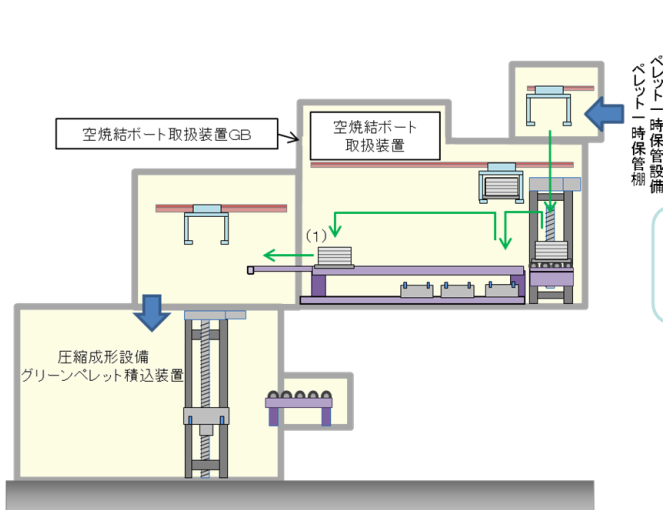 ペレット一時保管設備
ペレット一時保管棚
空焼結ボート取扱装置GB
空焼結ボート
取扱装置
(1)
圧縮成形設備
グリーンペレット積込装置